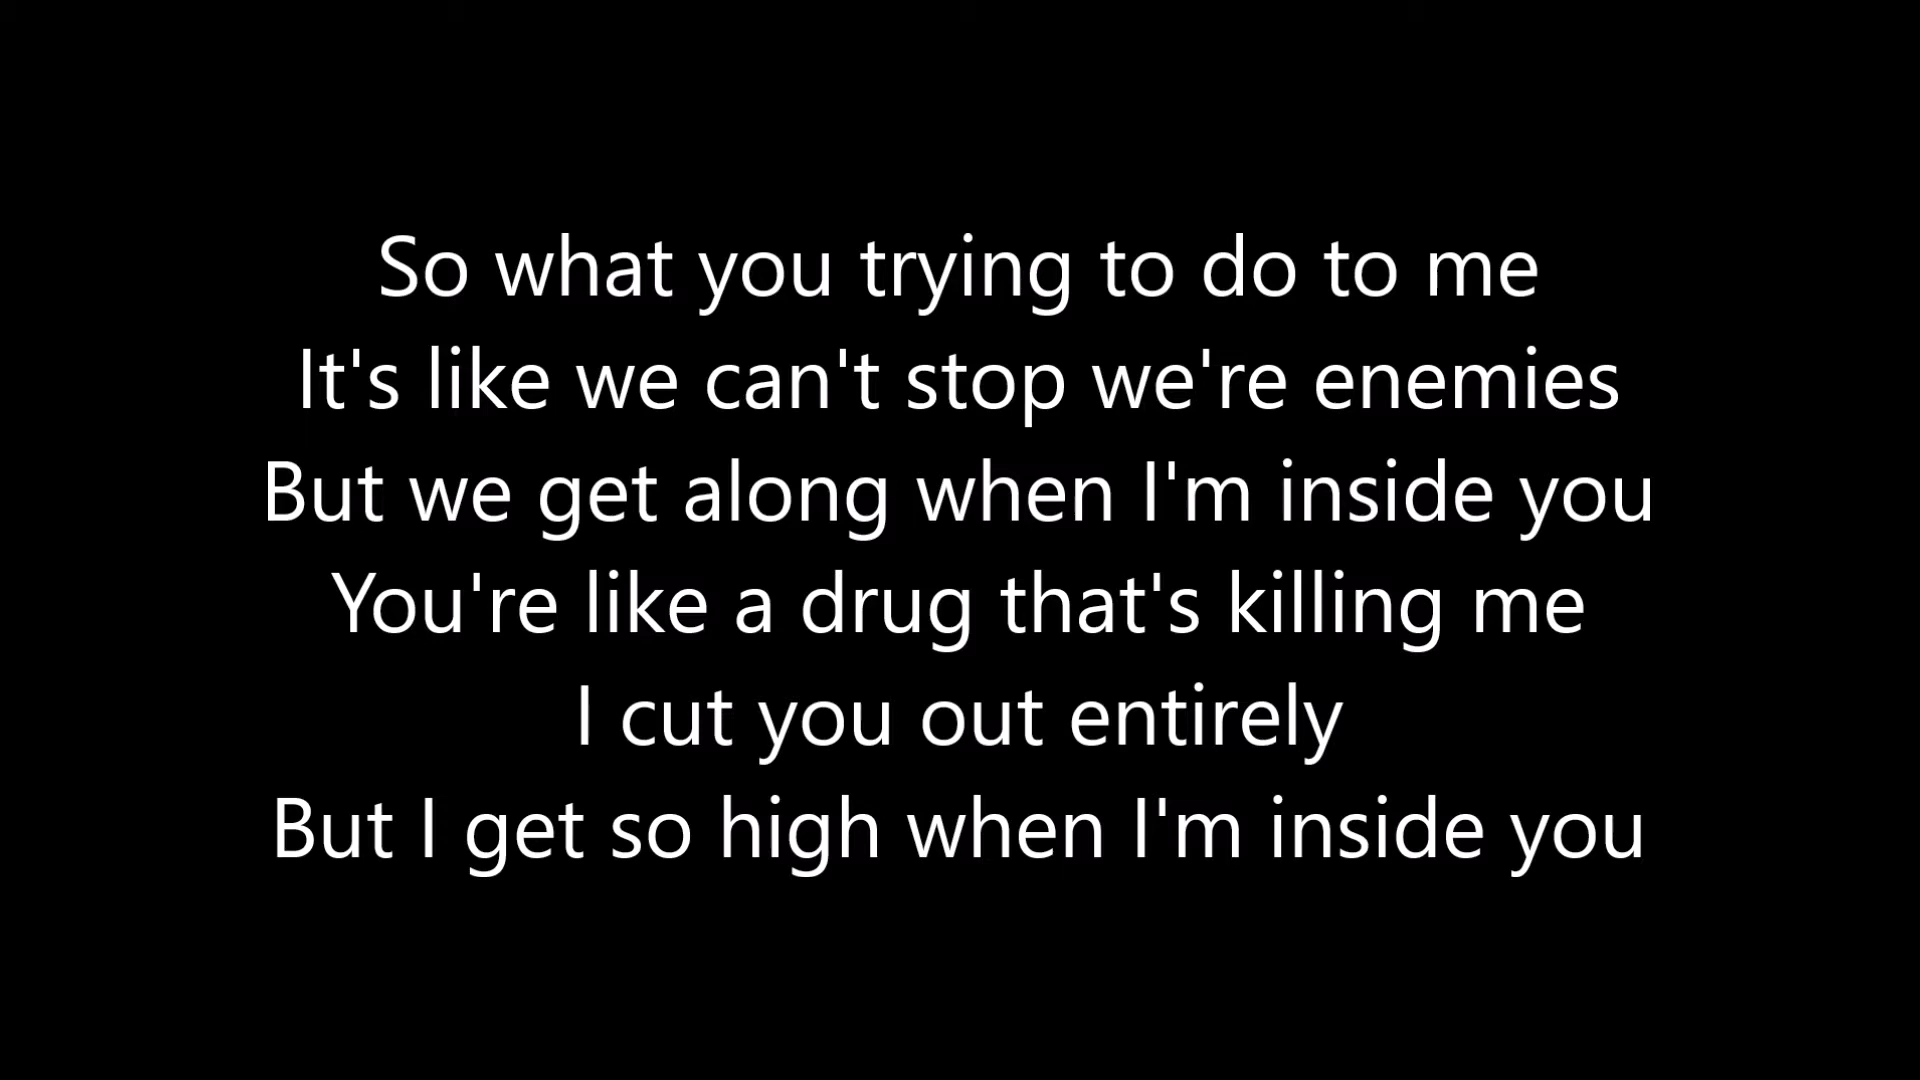 So what you trying to do to me
It's like we can't stop we're enemies
But we get along when I'm inside you
You're like a drug that's killing me
I cut you out entirely
But I get so high when I'm inside you